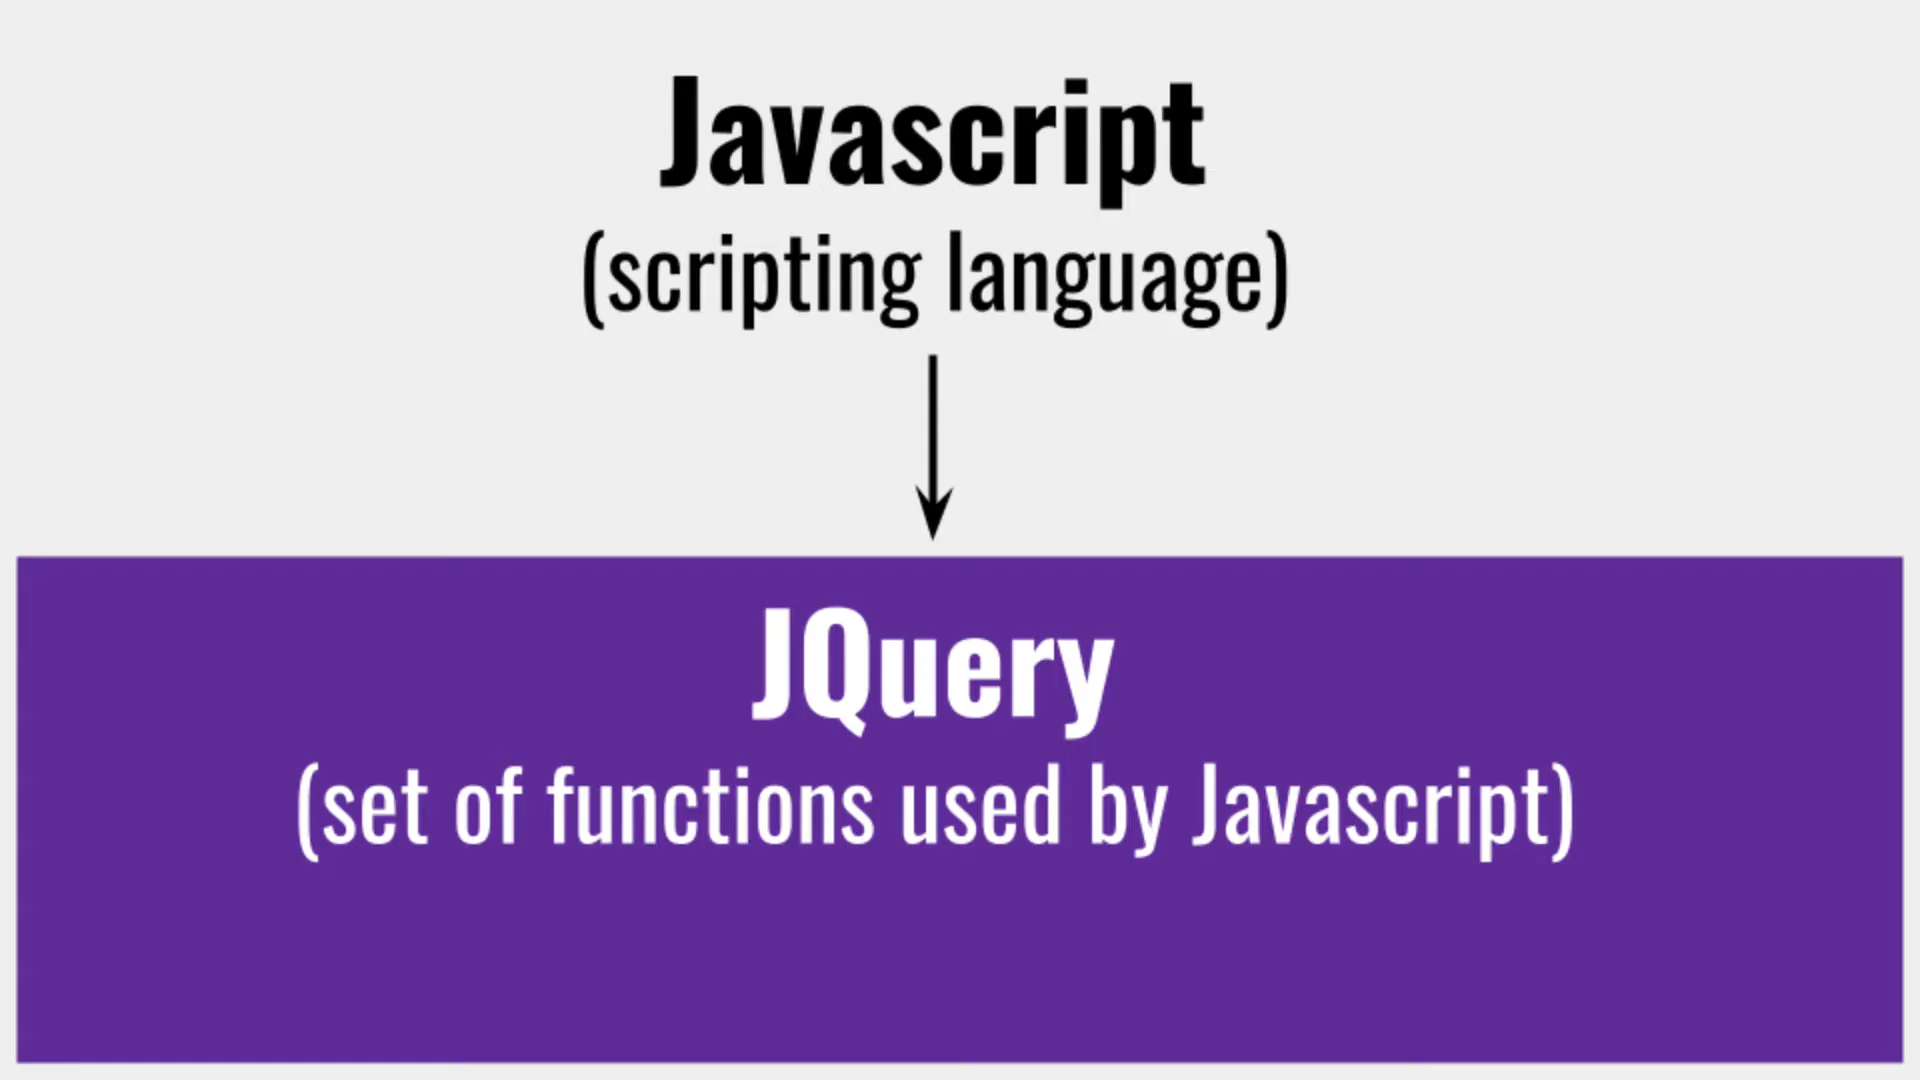 Javascript
(scripting language)
JQuery
(set of functions used by Javascript)